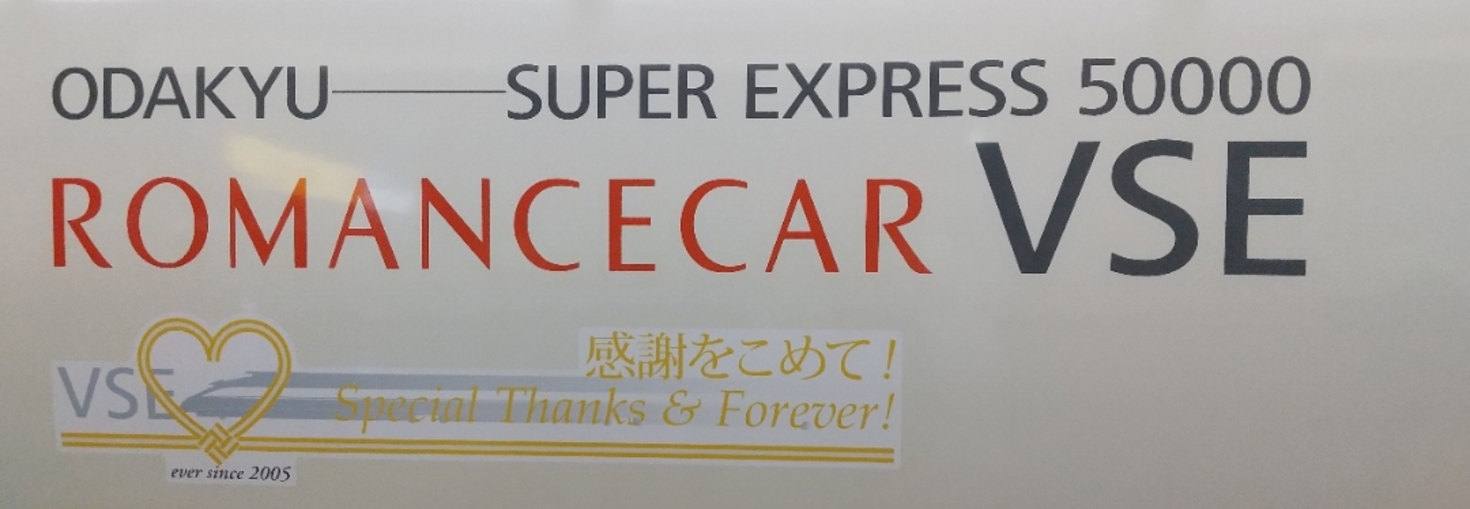 ODAKYU SUPER EXPRESS 50000
ROMANCECAR VSE
感謝をこめて!
VSE Special Thanks & Forever!
ever since 2005